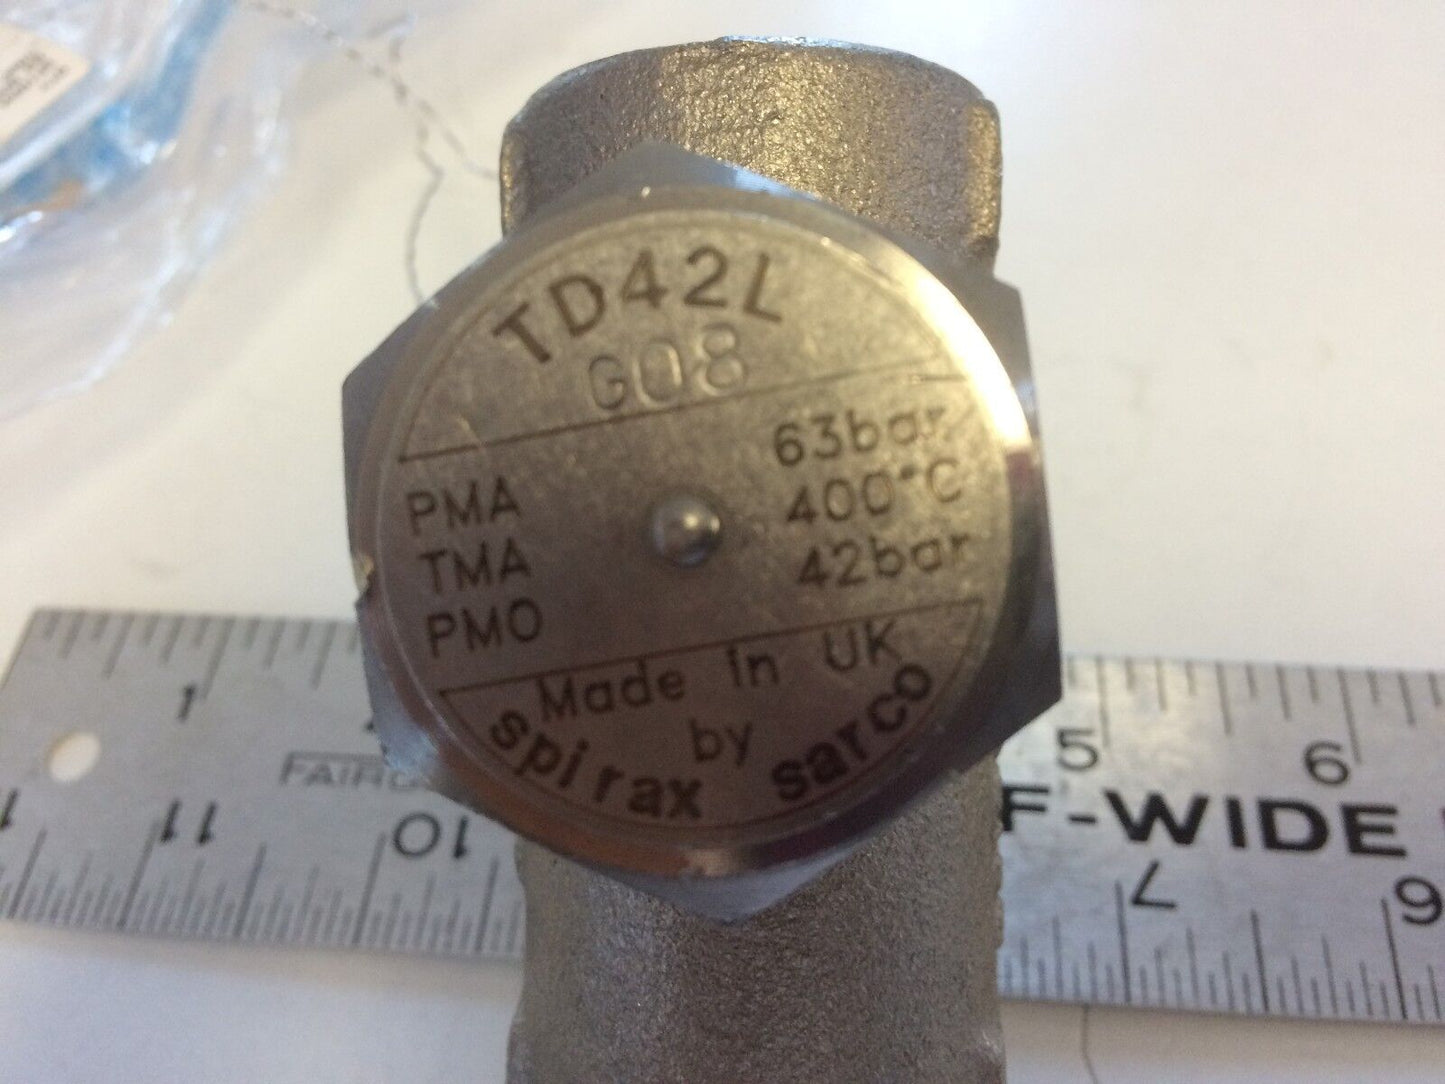 TD42L
G08
PMA 63bar
TMA 400°C
PMO 42bar
Made in UK
by
spirax sarco
1
5 6
F-WIDE
11 10 7 6